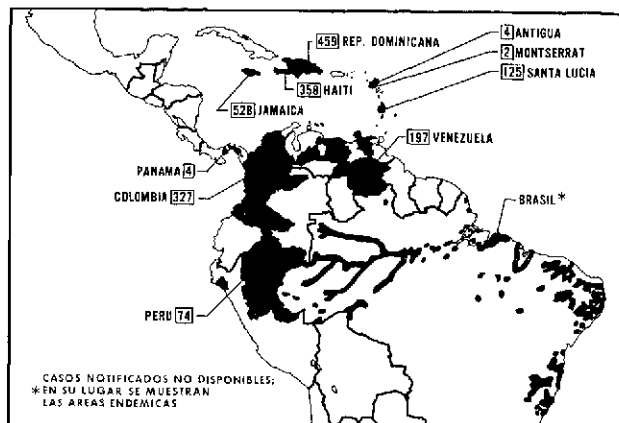 459 REP. DOMINICANA
4 ANTIGUA
2 MONTSERRAT
125 SANTA LUCIA
358 HAITI
528 JAMAICA
197 VENEZUELA
PANAMA 4
COLOMBIA 327
BRASIL*
PERU 74
CASOS NOTIFICADOS NO DISPONIBLES;
*EN SU LUGAR SE MUESTRAN
LAS AREAS ENDEMICAS